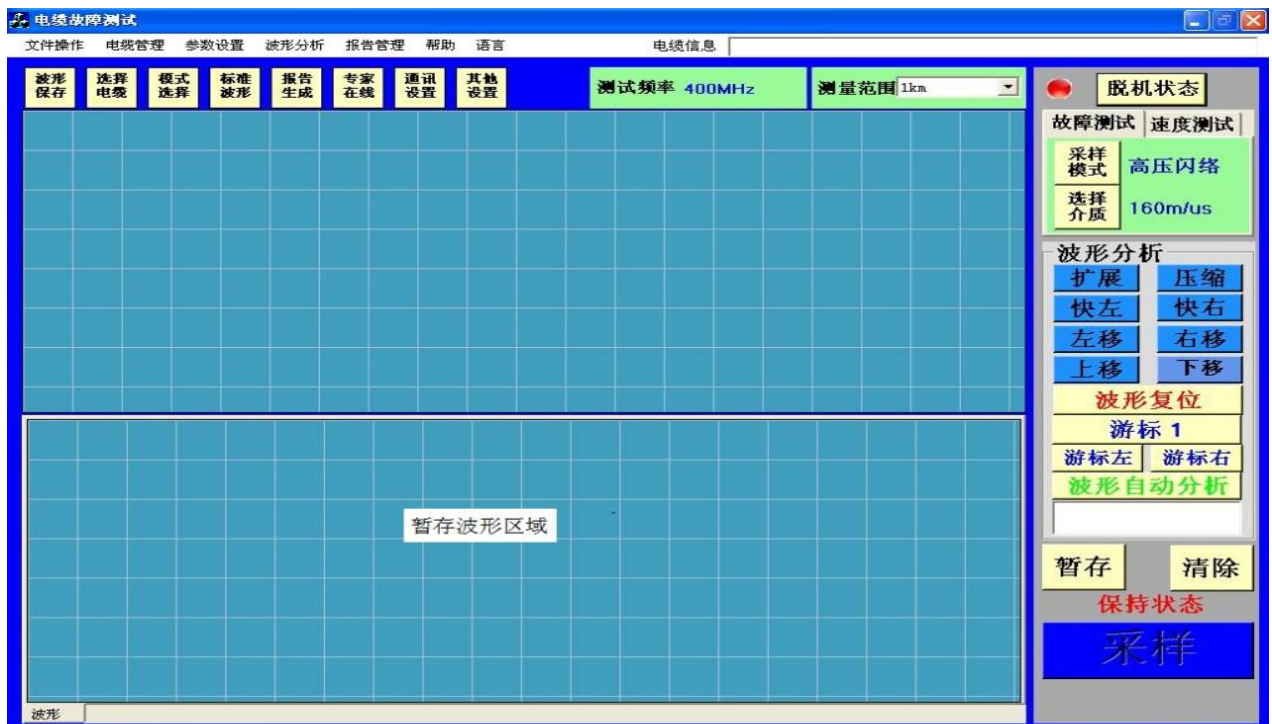 电缆故障测试
文件操作 电缆管理 参数设置 波形分析 报告管理 帮助 语言 电缆信息
波形保存 选择电缆 模式选择 标准波形 报告生成 专家在线 通讯设置 其他设置 测试频率 400MHz 测量范围 1km 脱机状态
故障测试 速度测试
采样模式 高压闪络
选择介质 160m/us
波形分析
扩展 压缩
快左 快右
左移 右移
上移 下移
波形复位
游标 1
游标左 游标右
波形自动分析
暂存波形区域
暂存 清除
保持状态
采样
波形